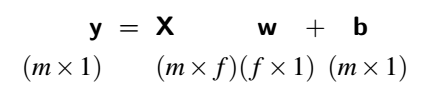 y = X w + b
(m × 1) (m × f)(f × 1) (m × 1)